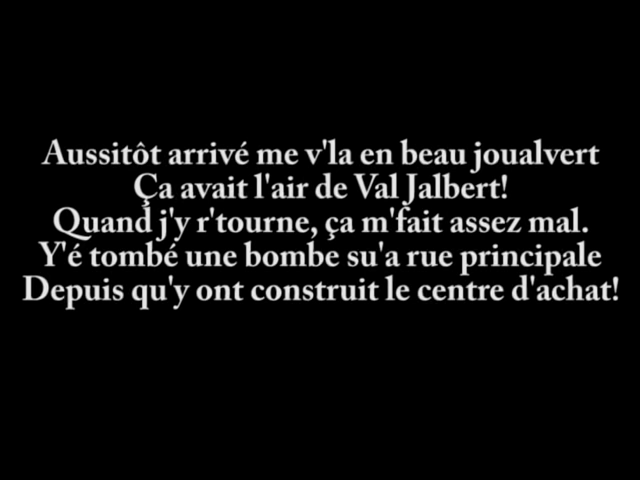 Aussitôt arrivé me v'la en beau joualvert
Ça avait l'air de Val Jalbert!
Quand j'y r'tourne, ça m'fait assez mal.
Y'é tombé une bombe su'a rue principale
Depuis qu'y ont construit le centre d'achat!